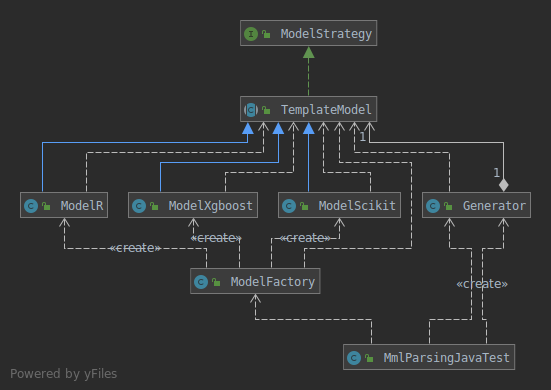 I ModelStrategy
C TemplateModel
1
1
C ModelR
C ModelXgboost
C ModelScikit
C Generator
«create»
«create»
«create»
«create»
C ModelFactory
C MmlParsingJavaTest
Powered by yFiles